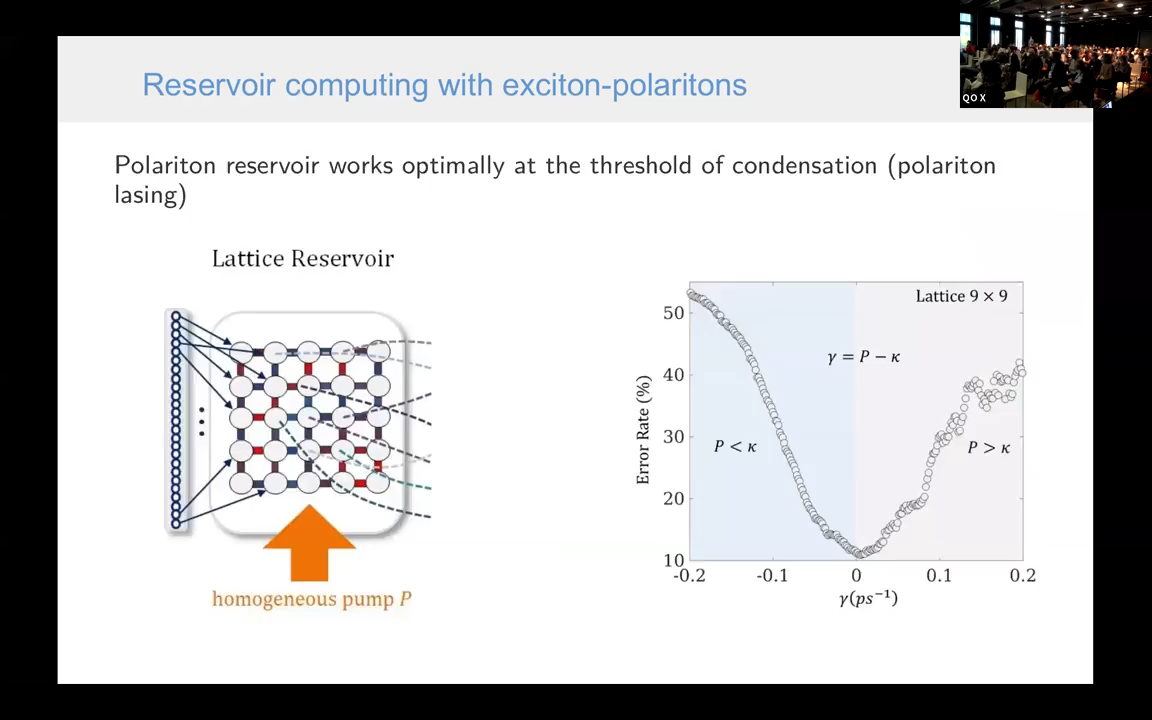 Reservoir computing with exciton-polaritons
QO X
Polariton reservoir works optimally at the threshold of condensation (polariton
lasing)
Lattice Reservoir
homogeneous pump P
Lattice 9 × 9
γ = P − κ
P < κ
P > κ
Error Rate (%)
50
40
30
20
10
-0.2
-0.1
0
0.1
0.2
γ(ps⁻¹)